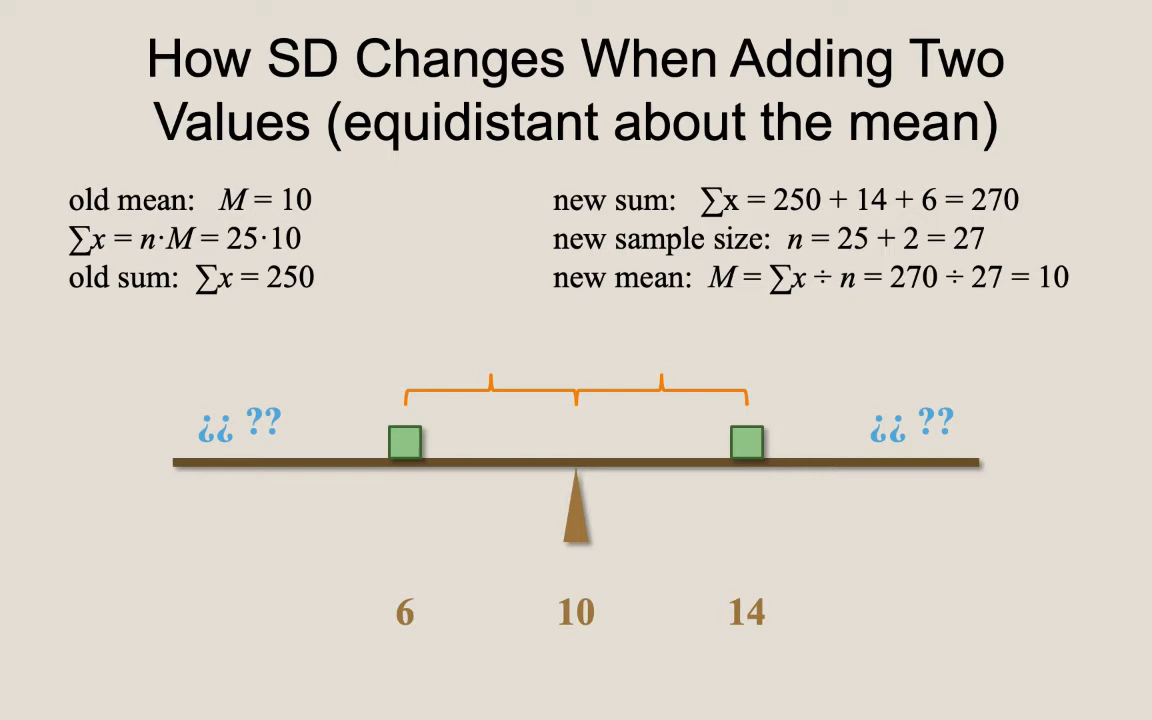 How SD Changes When Adding Two
Values (equidistant about the mean)
old mean: M = 10
∑x = n·M = 25·10
old sum: ∑x = 250
new sum: ∑x = 250 + 14 + 6 = 270
new sample size: n = 25 + 2 = 27
new mean: M = ∑x ÷ n = 270 ÷ 27 = 10
¿¿ ??
¿¿ ??
6 10 14